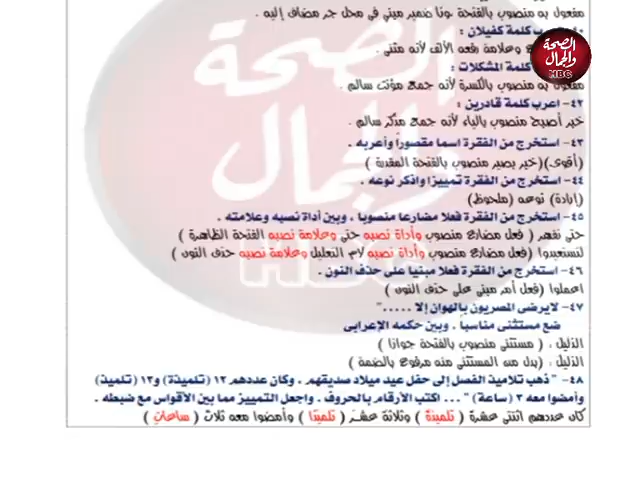 مفعول به منصوب بالفتحة ونا ضمير مبني في محل جر مضاف إليه .
كلمة كفيلان :
وعلامة رفعه الألف لأنه مثنى .
كلمة المشكلات :
مفعول به منصوب بالكسرة لأنه جمع مؤنث سالم .
٤٢- اعرب كلمة قادرين :
خبر أصبح منصوب بالياء لأنه جمع مذكر سالم .
٤٣- استخرج من الفقرة اسما مقصورا وأعربه .
(أقوى)(خبر يصير منصوب بالفتحة المقدرة )
٤٤- استخرج من الفقرة تمييزا واذكر نوعه .
(إبادة) نوعه (ملحوظ)
٤٥- استخرج من الفقرة فعلا مضارعا منصوبا ، وبين أداة نصبه وعلامته .
حتى نقهر ( فعل مضارع منصوب وأداة نصبه حتى وعلامة نصبه الفتحة الظاهرة )
لتستعيدوا (فعل مضارع منصوب وأداة نصبه لام التعليل وعلامة نصبه حذف النون )
٤٦- استخرج من الفقرة فعلا مبنيا على حذف النون .
اعملوا (فعل أمر مبني على حذف النون )
٤٧- لايرضى المصريون بالهوان إلا ....."
ضع مستثنى مناسبا ، وبين حكمه الإعرابى
الذليل ، ( مستثنى منصوب بالفتحة جوازا )
الذليل ، (بدل من المستثنى منه مرفوع بالضمة )
٤٨- " ذهب تلاميذ الفصل إلى حفل عيد ميلاد صديقهم . وكان عددهم ١٢ (تلميذة) و١٣ (تلميذ)
وأمضوا معه ٣ (ساعة) " ... اكتب الأرقام بالحروف . واجعل التمييز مما بين الأقواس مع ضبطه .
كان عددهم اثنتي عشرة ( تلميذة ) وثلاثة عشر ( تلميذا ) وأمضوا معه ثلاث ( ساعات )
الصحة
والجمال
HBC
الصحة
والجمال
HBC